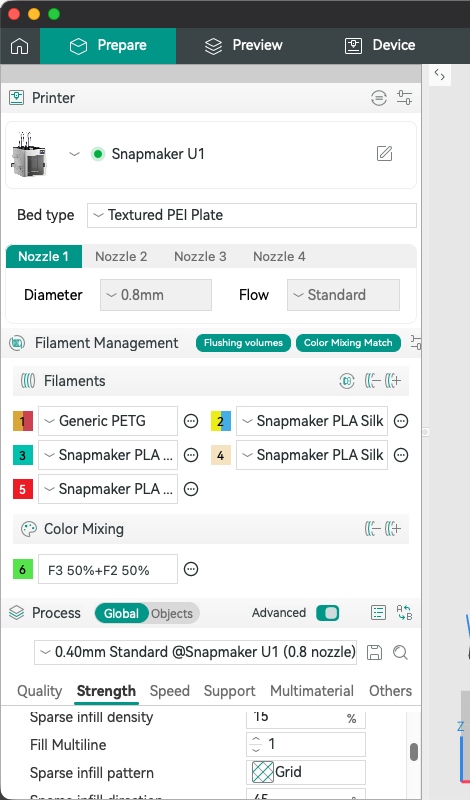 Prepare Preview Device
Printer
Snapmaker U1
Bed type Textured PEI Plate
Nozzle 1 Nozzle 2 Nozzle 3 Nozzle 4
Diameter 0.8mm Flow Standard
Filament Management Flushing volumes Color Mixing Match
Filaments
1 Generic PETG 2 Snapmaker PLA Silk
3 Snapmaker PLA ... 4 Snapmaker PLA Silk
5 Snapmaker PLA ...
Color Mixing
6 F3 50%+F2 50%
Process Global Objects Advanced
0.40mm Standard @Snapmaker U1 (0.8 nozzle)
Quality Strength Speed Support Multimaterial Others
Sparse infill density 15 %
Fill Multiline 1
Z
Sparse infill pattern Grid
Sparse infill direction 45